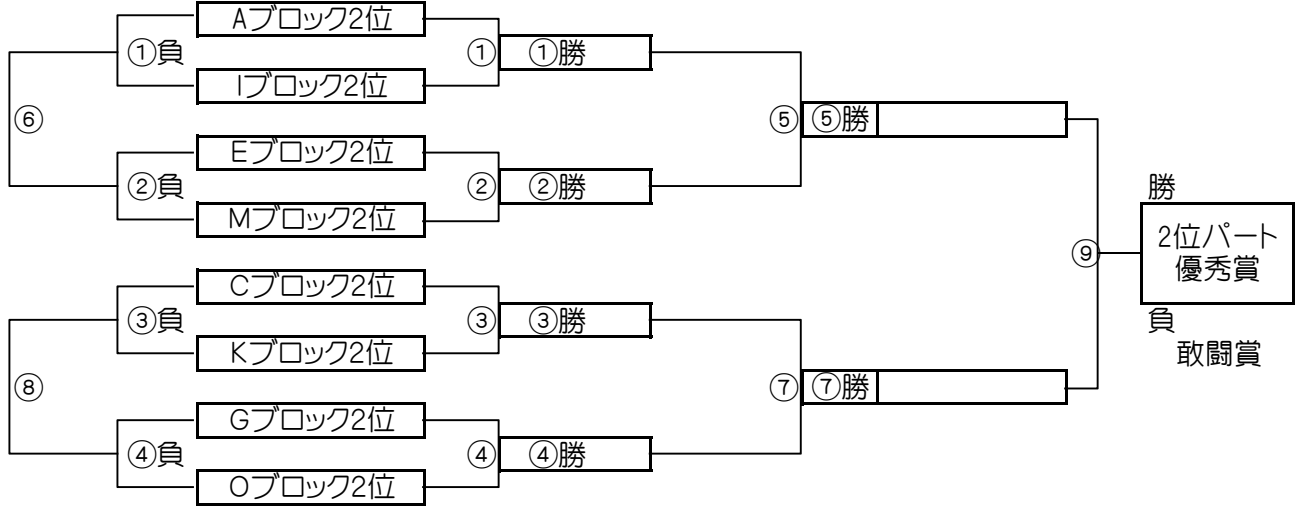 Aブロック2位
①負 ① ①勝
Iブロック2位
⑥ ⑤ ⑤勝
Eブロック2位
②負 ② ②勝
勝
Mブロック2位
2位パート
⑨
優秀賞
Cブロック2位
③負 ③ ③勝
負
Kブロック2位
敢闘賞
⑧ ⑦ ⑦勝
Gブロック2位
④負 ④ ④勝
Oブロック2位